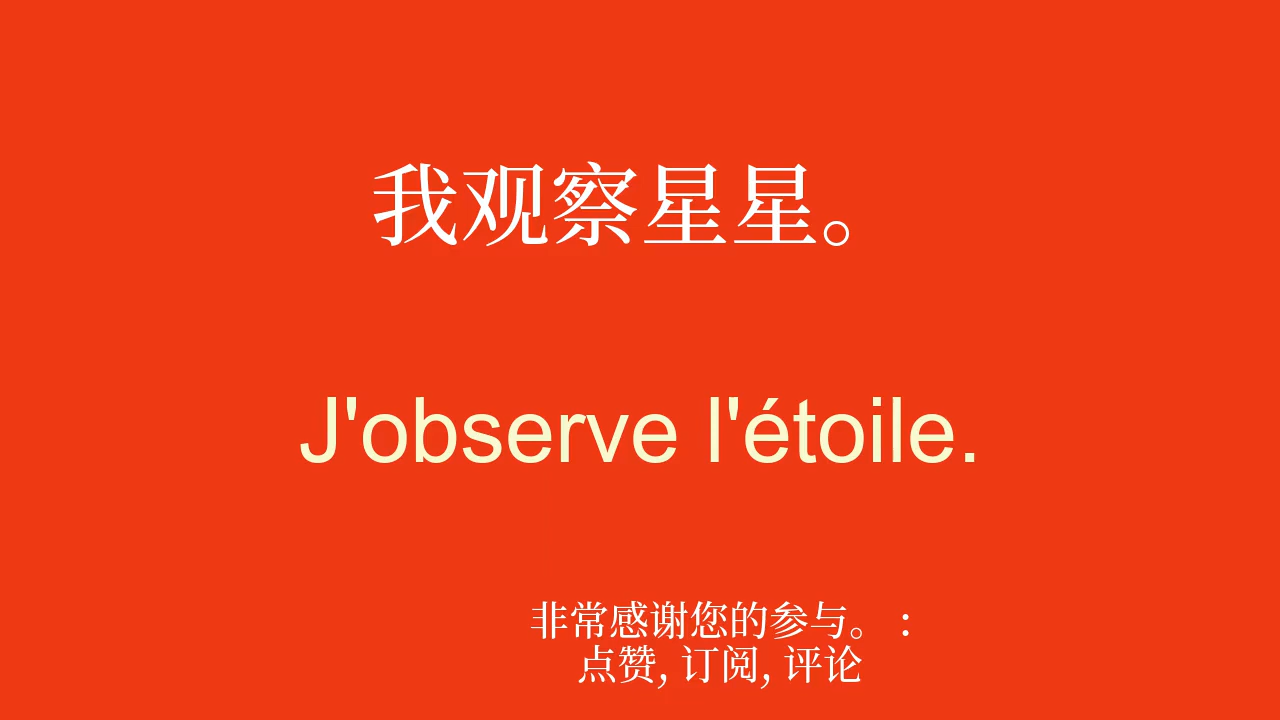 我观察星星。
J'observe l'étoile.
非常感谢您的参与。 :
点赞, 订阅, 评论